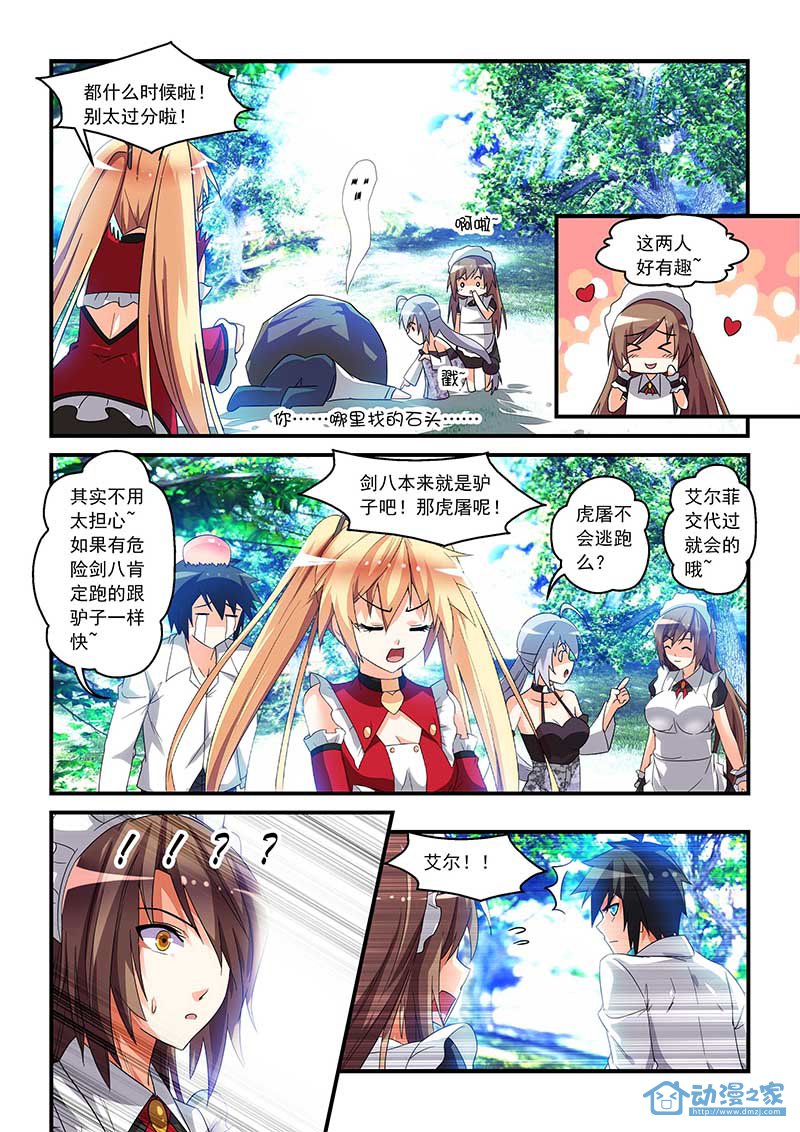 都什么时候啦！
别太过分啦！
啊啦~
这两人
好有趣~
戳~
你……哪里找的石头……
其实不用
太担心~
如果有危
险剑八肯
定跑的跟
驴子一样
快~
剑八本来就是驴
子吧！那虎屠呢！
虎屠不
会逃跑
么？
艾尔菲
交代过
就会的
哦~
！！？？
艾尔！！
动漫之家
http://www.dmzj.com